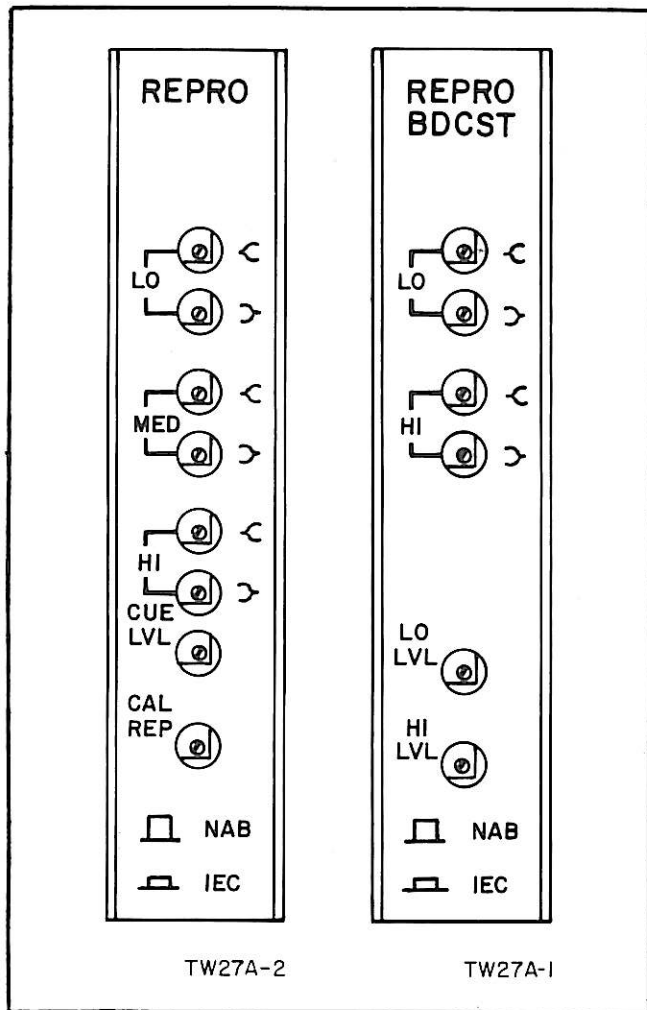 REPRO
LO
MED
HI
CUE
LVL
CAL
REP
NAB
IEC
TW27A-2
REPRO
BDCST
LO
HI
LO
LVL
HI
LVL
NAB
IEC
TW27A-1